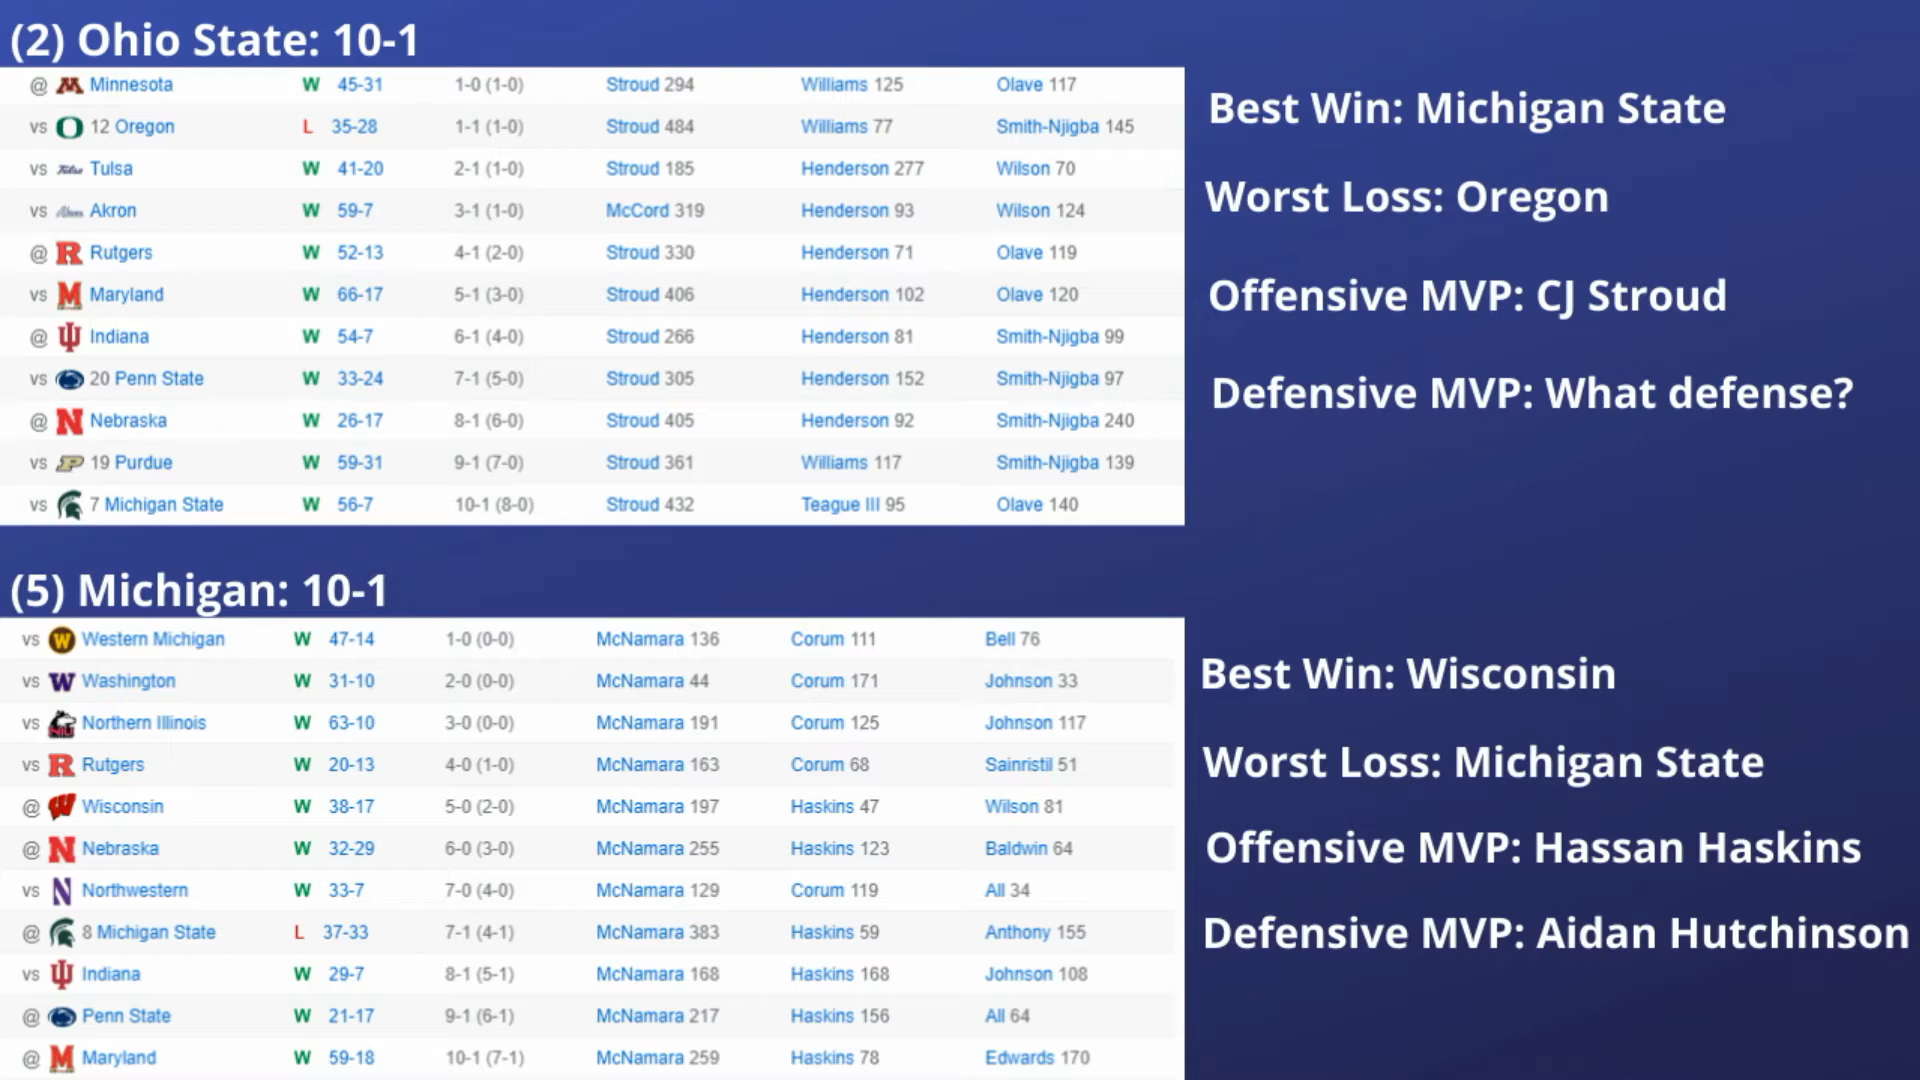 (2) Ohio State: 10-1
@ Minnesota W 45-31 1-0 (1-0) Stroud 294 Williams 125 Olave 117
vs 12 Oregon L 35-28 1-1 (1-0) Stroud 484 Williams 77 Smith-Njigba 145
vs Tulsa W 41-20 2-1 (1-0) Stroud 185 Henderson 277 Wilson 70
vs Akron W 59-7 3-1 (1-0) McCord 319 Henderson 93 Wilson 124
@ Rutgers W 52-13 4-1 (2-0) Stroud 330 Henderson 71 Olave 119
vs Maryland W 66-17 5-1 (3-0) Stroud 406 Henderson 102 Olave 120
@ Indiana W 54-7 6-1 (4-0) Stroud 266 Henderson 81 Smith-Njigba 99
vs 20 Penn State W 33-24 7-1 (5-0) Stroud 305 Henderson 152 Smith-Njigba 97
@ Nebraska W 26-17 8-1 (6-0) Stroud 405 Henderson 92 Smith-Njigba 240
vs 19 Purdue W 59-31 9-1 (7-0) Stroud 361 Williams 117 Smith-Njigba 139
vs 7 Michigan State W 56-7 10-1 (8-0) Stroud 432 Teague III 95 Olave 140
Best Win: Michigan State
Worst Loss: Oregon
Offensive MVP: CJ Stroud
Defensive MVP: What defense?
(5) Michigan: 10-1
vs Western Michigan W 47-14 1-0 (0-0) McNamara 136 Corum 111 Bell 76
vs Washington W 31-10 2-0 (0-0) McNamara 44 Corum 171 Johnson 33
vs Northern Illinois W 63-10 3-0 (0-0) McNamara 191 Corum 125 Johnson 117
vs Rutgers W 20-13 4-0 (1-0) McNamara 163 Corum 68 Sainristil 51
@ Wisconsin W 38-17 5-0 (2-0) McNamara 197 Haskins 47 Wilson 81
@ Nebraska W 32-29 6-0 (3-0) McNamara 255 Haskins 123 Baldwin 64
vs Northwestern W 33-7 7-0 (4-0) McNamara 129 Corum 119 All 34
@ 8 Michigan State L 37-33 7-1 (4-1) McNamara 383 Haskins 59 Anthony 155
vs Indiana W 29-7 8-1 (5-1) McNamara 168 Haskins 168 Johnson 108
@ Penn State W 21-17 9-1 (6-1) McNamara 217 Haskins 156 All 64
@ Maryland W 59-18 10-1 (7-1) McNamara 259 Haskins 78 Edwards 170
Best Win: Wisconsin
Worst Loss: Michigan State
Offensive MVP: Hassan Haskins
Defensive MVP: Aidan Hutchinson